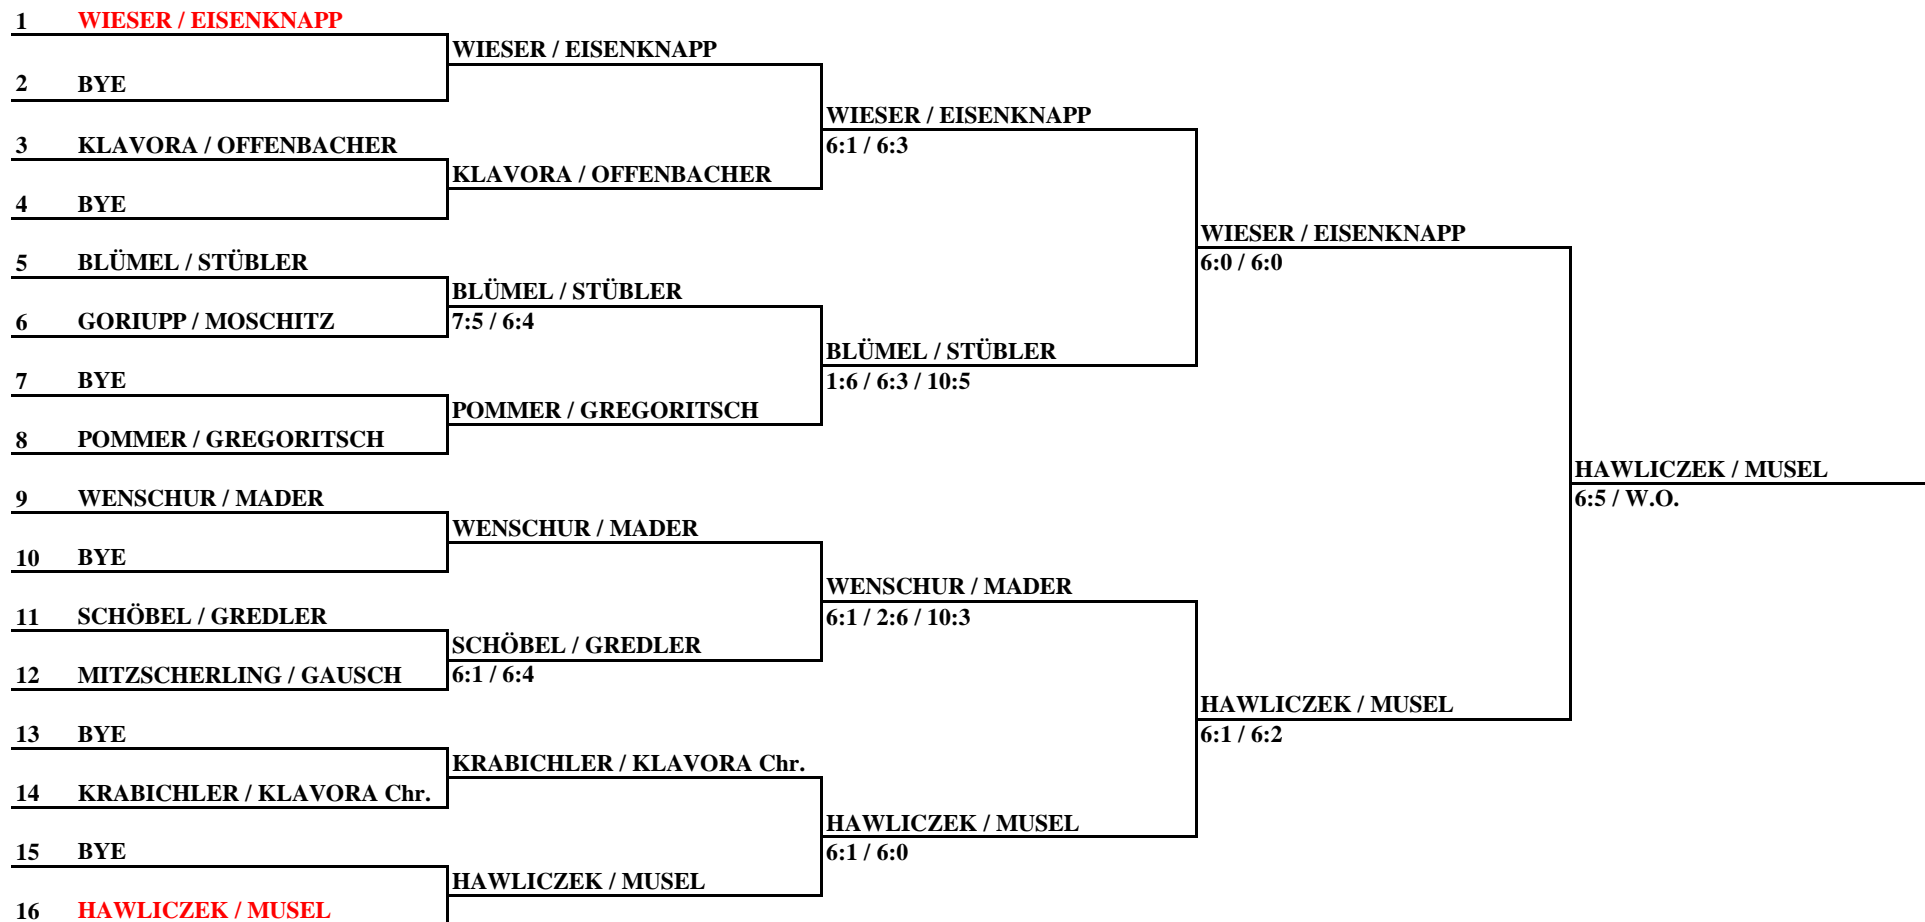 1 WIESER / EISENKNAPP
WIESER / EISENKNAPP
2 BYE
WIESER / EISENKNAPP
3 KLAVORA / OFFENBACHER
6:1 / 6:3
KLAVORA / OFFENBACHER
4 BYE
WIESER / EISENKNAPP
5 BLÜMEL / STÜBLER
6:0 / 6:0
BLÜMEL / STÜBLER
6 GORIUPP / MOSCHITZ
7:5 / 6:4
BLÜMEL / STÜBLER
7 BYE
1:6 / 6:3 / 10:5
POMMER / GREGORITSCH
8 POMMER / GREGORITSCH
HAWLICZEK / MUSEL
9 WENSCHUR / MADER
6:5 / W.O.
WENSCHUR / MADER
10 BYE
WENSCHUR / MADER
11 SCHÖBEL / GREDLER
6:1 / 2:6 / 10:3
SCHÖBEL / GREDLER
12 MITZSCHERLING / GAUSCH
6:1 / 6:4
HAWLICZEK / MUSEL
13 BYE
6:1 / 6:2
KRABICHLER / KLAVORA Chr.
14 KRABICHLER / KLAVORA Chr.
HAWLICZEK / MUSEL
15 BYE
6:1 / 6:0
HAWLICZEK / MUSEL
16 HAWLICZEK / MUSEL